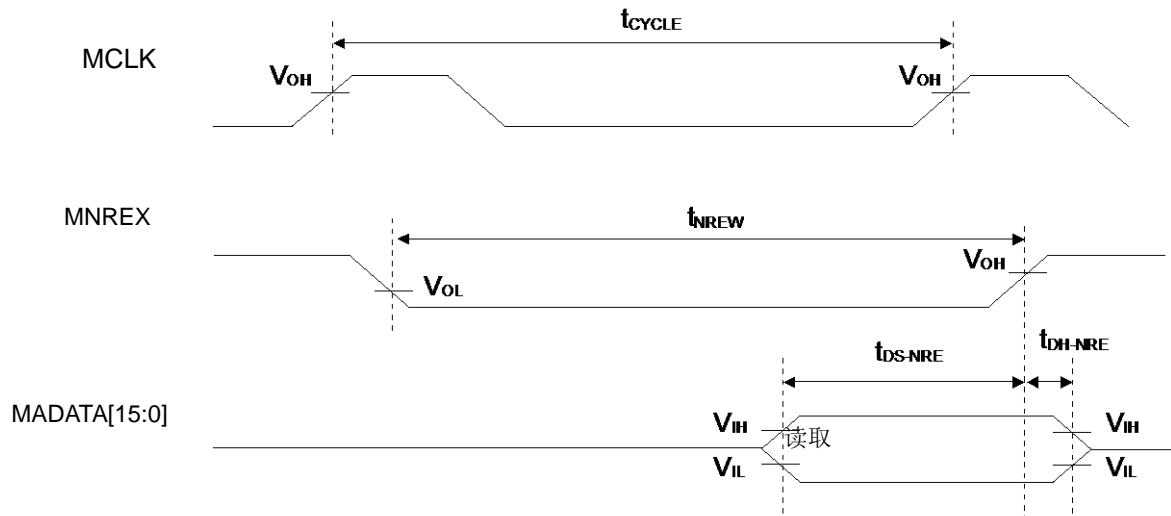 tCYCLE
MCLK
VOH
VOH
MNREX
tNREW
VOH
VOL
tDS-NRE
tDH-NRE
MADATA[15:0]
VIH
读取
VIH
VIL
VIL